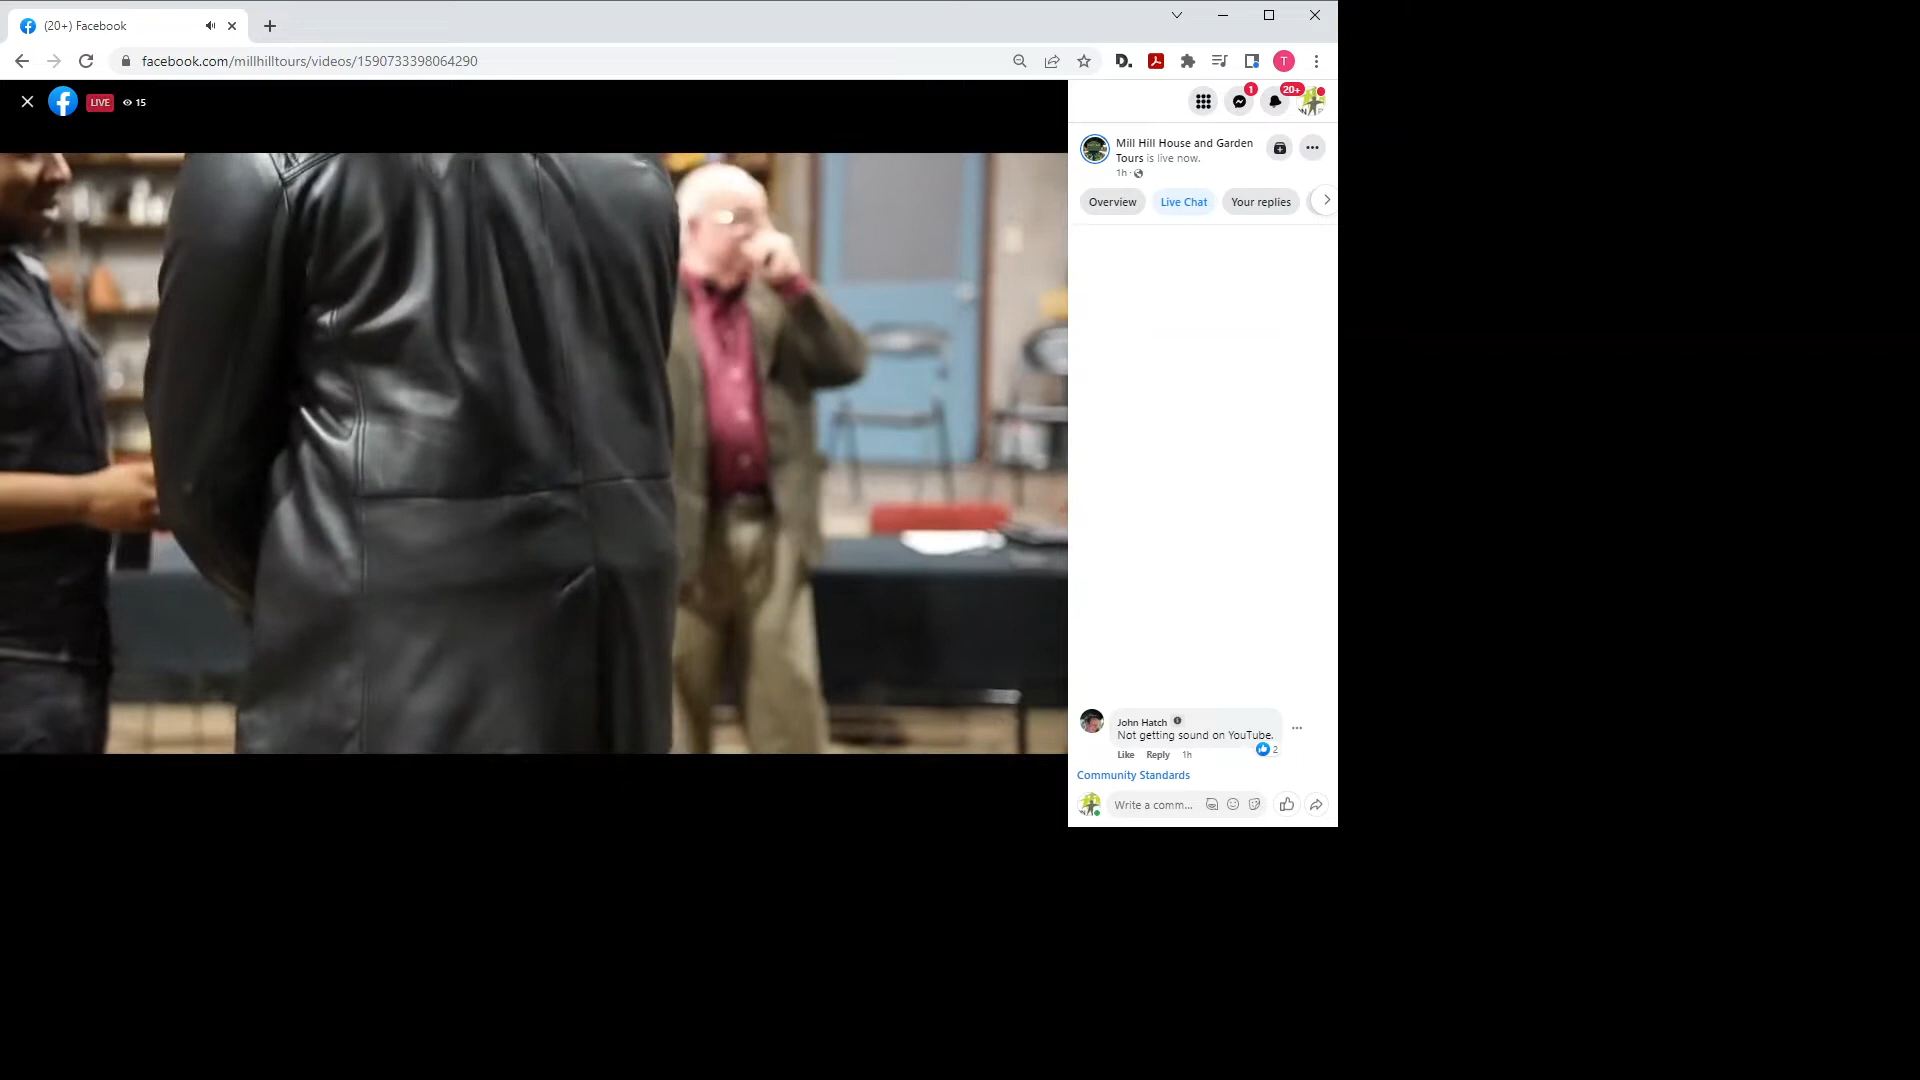 (20+) Facebook
facebook.com/millhilltours/videos/1590733398064290
LIVE
15
1
20+
Mill Hill House and Garden
Tours is live now.
1h ·
Overview
Live Chat
Your replies
John Hatch
Not getting sound on YouTube.
2
Like
Reply
1h
Community Standards
Write a comm...
D.
T